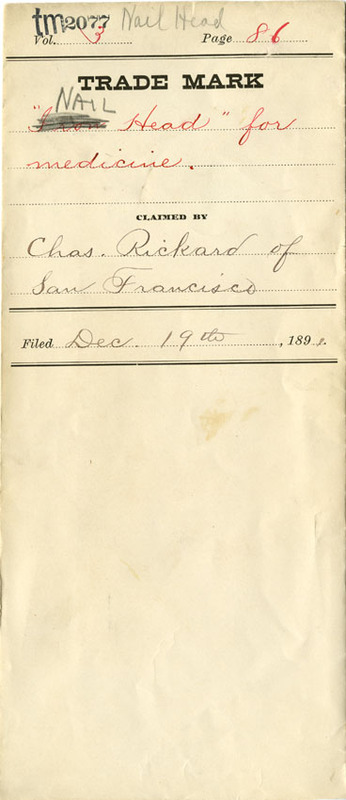 tm2077 Nail Head
Vol. 3 Page 86
TRADE MARK
NAIL
"Iron Head" for
medicine.
CLAIMED BY
Chas. Rickard of
San Francisco
Filed Dec. 19th, 189